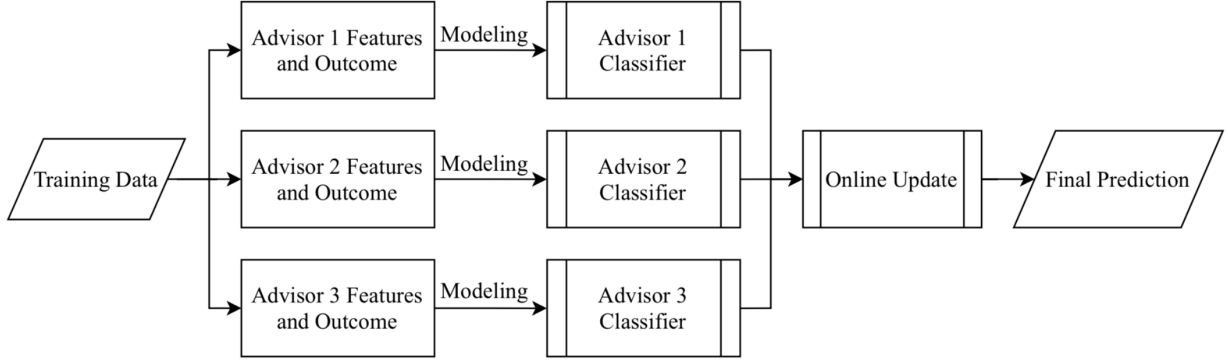 Advisor 1 Features
and Outcome
Modeling
Advisor 1
Classifier
Training Data
Advisor 2 Features
and Outcome
Modeling
Advisor 2
Classifier
Online Update
Final Prediction
Advisor 3 Features
and Outcome
Modeling
Advisor 3
Classifier